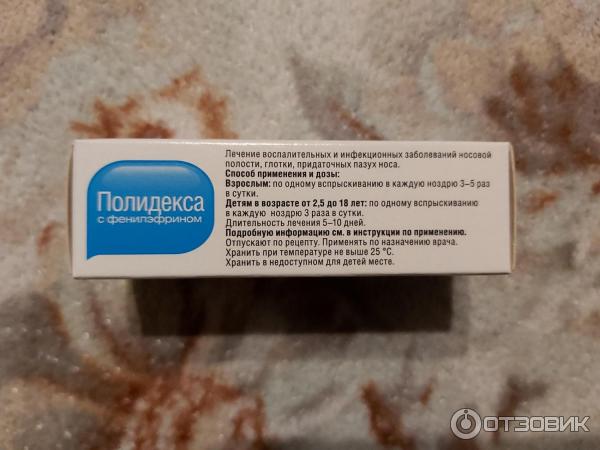 Полидекса
с фенилэфрином
Лечение воспалительных и инфекционных заболеваний носовой
полости, глотки, придаточных пазух носа.
Способ применения и дозы:
Взрослым: по одному вспрыскиванию в каждую ноздрю 3–5 раз
в сутки.
Детям в возрасте от 2,5 до 18 лет: по одному вспрыскиванию
в каждую ноздрю 3 раза в сутки.
Длительность лечения 5–10 дней.
Подробную информацию см. в инструкции по применению.
Отпускают по рецепту. Применять по назначению врача.
Хранить при температуре не выше 25 °С.
Хранить в недоступном для детей месте.
ОТЗОВИК